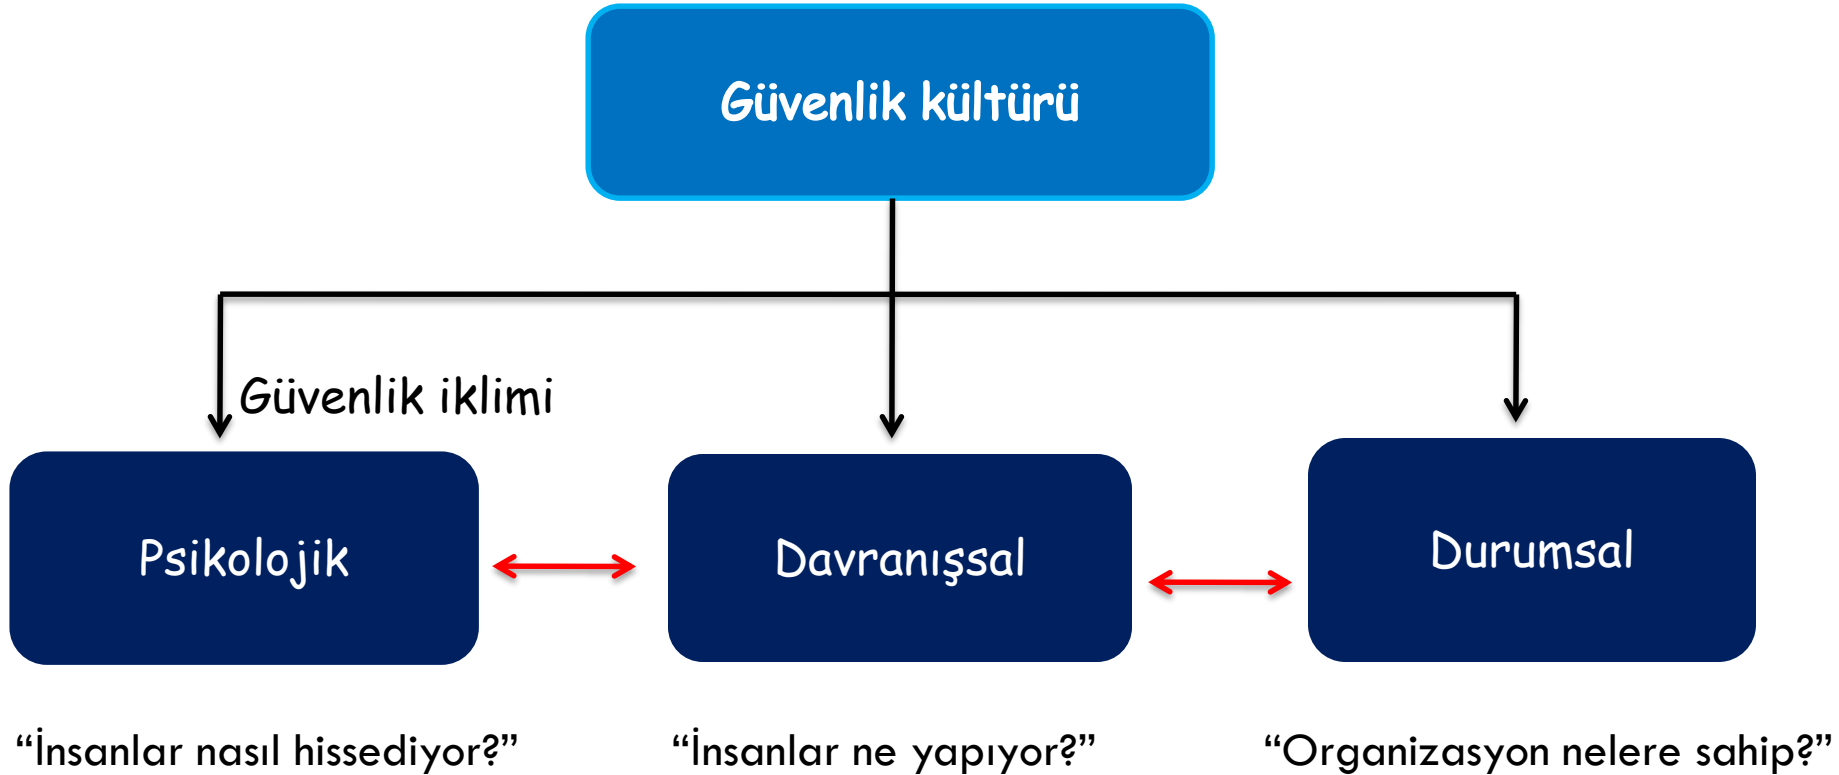 Güvenlik kültürü
Güvenlik iklimi
Psikolojik
Davranışsal
Durumsal
“İnsanlar nasıl hissediyor?”
“İnsanlar ne yapıyor?”
“Organizasyon nelere sahip?”